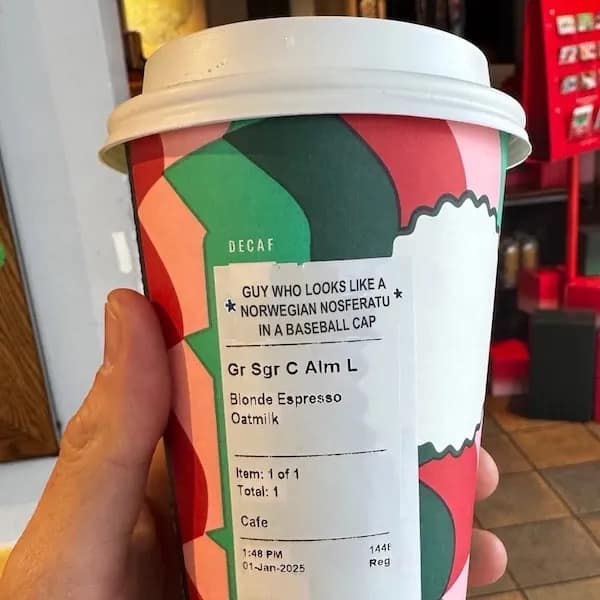 DECAF
* GUY WHO LOOKS LIKE A *
NORWEGIAN NOSFERATU
IN A BASEBALL CAP
Gr Sgr C Alm L
Blonde Espresso
Oatmilk
Item: 1 of 1
Total: 1
Cafe
1:48 PM
01-Jan-2025
Reg